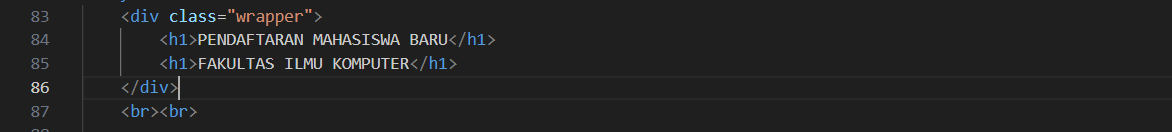 83 <div class="wrapper">
84 <h1>PENDAFTARAN MAHASISWA BARU</h1>
85 <h1>FAKULTAS ILMU KOMPUTER</h1>
86 </div>
87 <br><br>